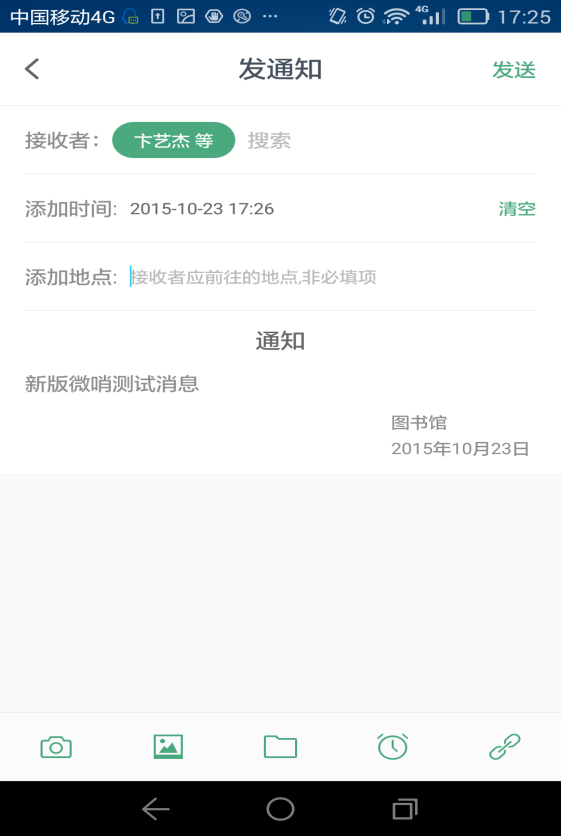 中国移动4G 4G 17:25
发通知 发送
接收者： 卞艺杰 等 搜索
添加时间: 2015-10-23 17:26 清空
添加地点: 接收者应前往的地点,非必填项
通知
新版微哨测试消息
图书馆
2015年10月23日